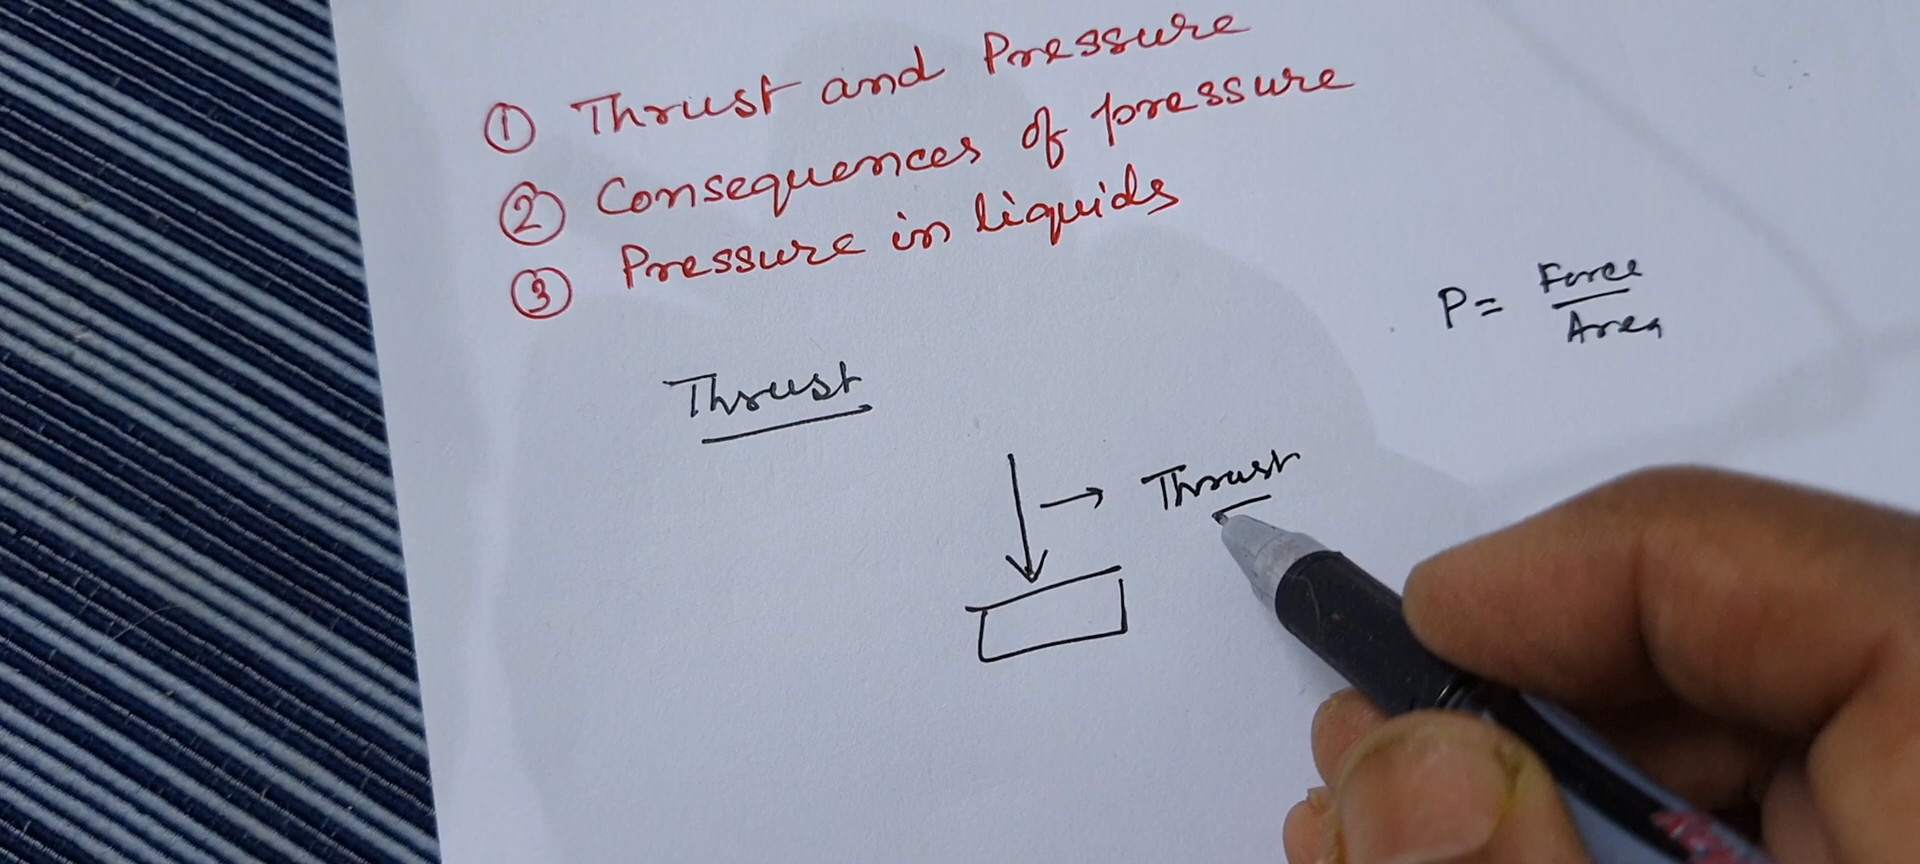 ① Thrust and Pressure
② Consequences of pressure
③ Pressure in liquids
P = Force / Area
Thrust
→ Thrust